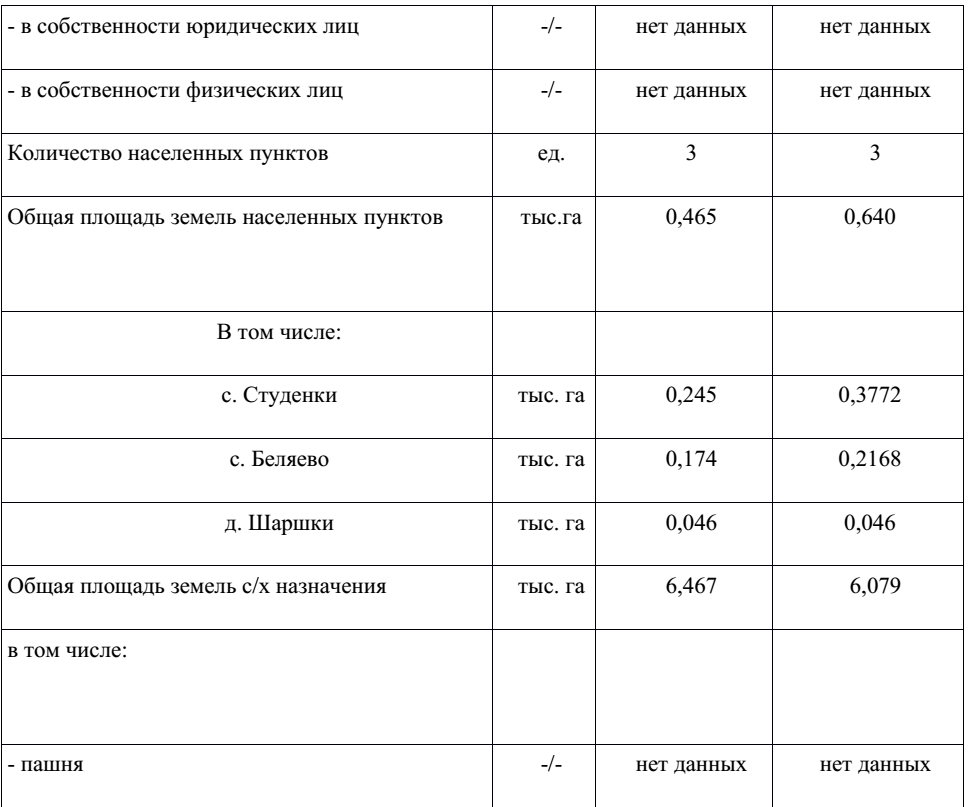 - в собственности юридических лиц -/- нет данных нет данных
- в собственности физических лиц -/- нет данных нет данных
Количество населенных пунктов ед. 3 3
Общая площадь земель населенных пунктов тыс.га 0,465 0,640
В том числе:
с. Студенки тыс. га 0,245 0,3772
с. Беляево тыс. га 0,174 0,2168
д. Шаршки тыс. га 0,046 0,046
Общая площадь земель с/х назначения тыс. га 6,467 6,079
в том числе:
- пашня -/- нет данных нет данных